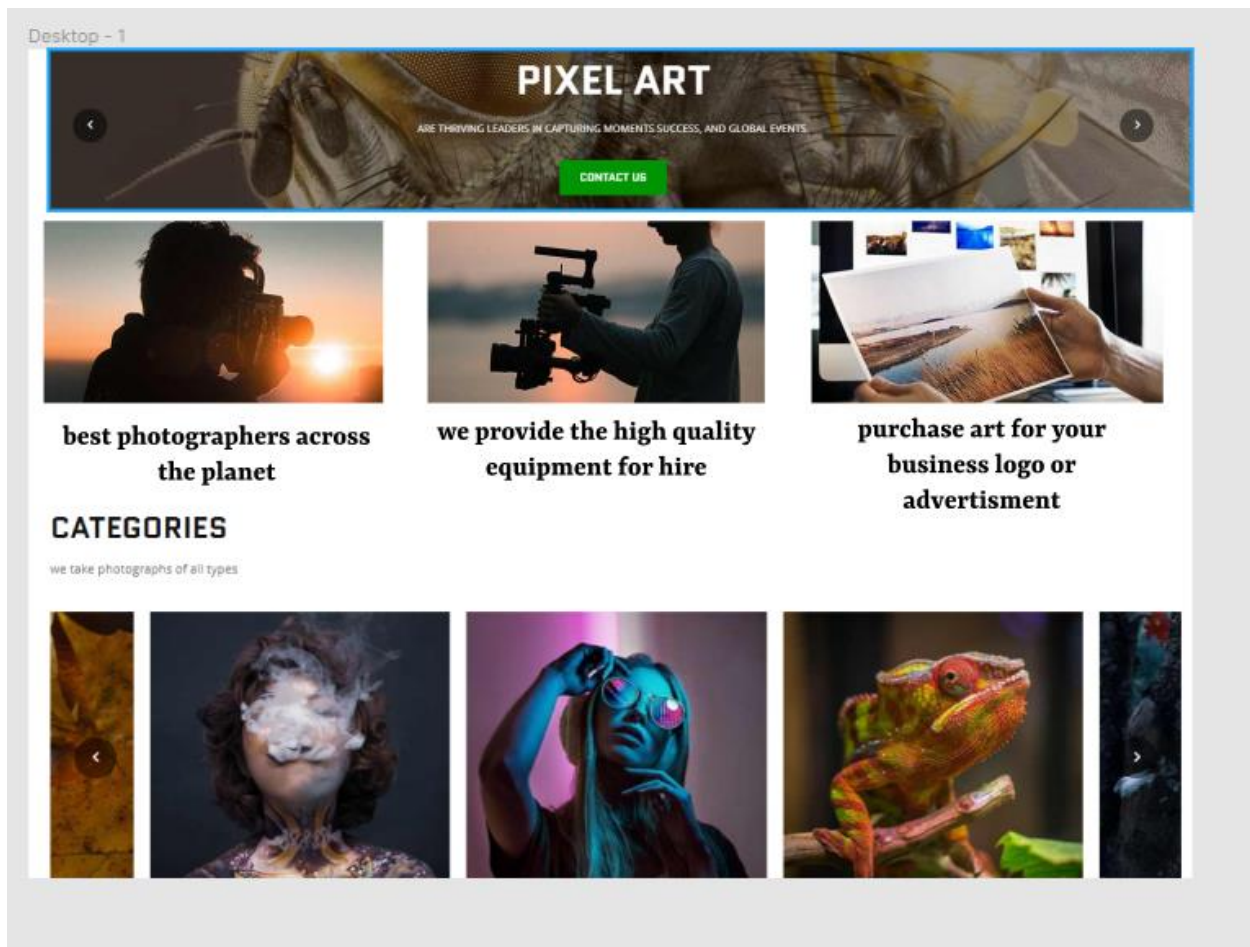 Desktop - 1
PIXEL ART
ARE THRIVING LEADERS IN CAPTURING MOMENTS SUCCESS, AND GLOBAL EVENTS
CONTACT US
best photographers across
the planet
we provide the high quality
equipment for hire
purchase art for your
business logo or
advertisment
CATEGORIES
we take photographs of all types